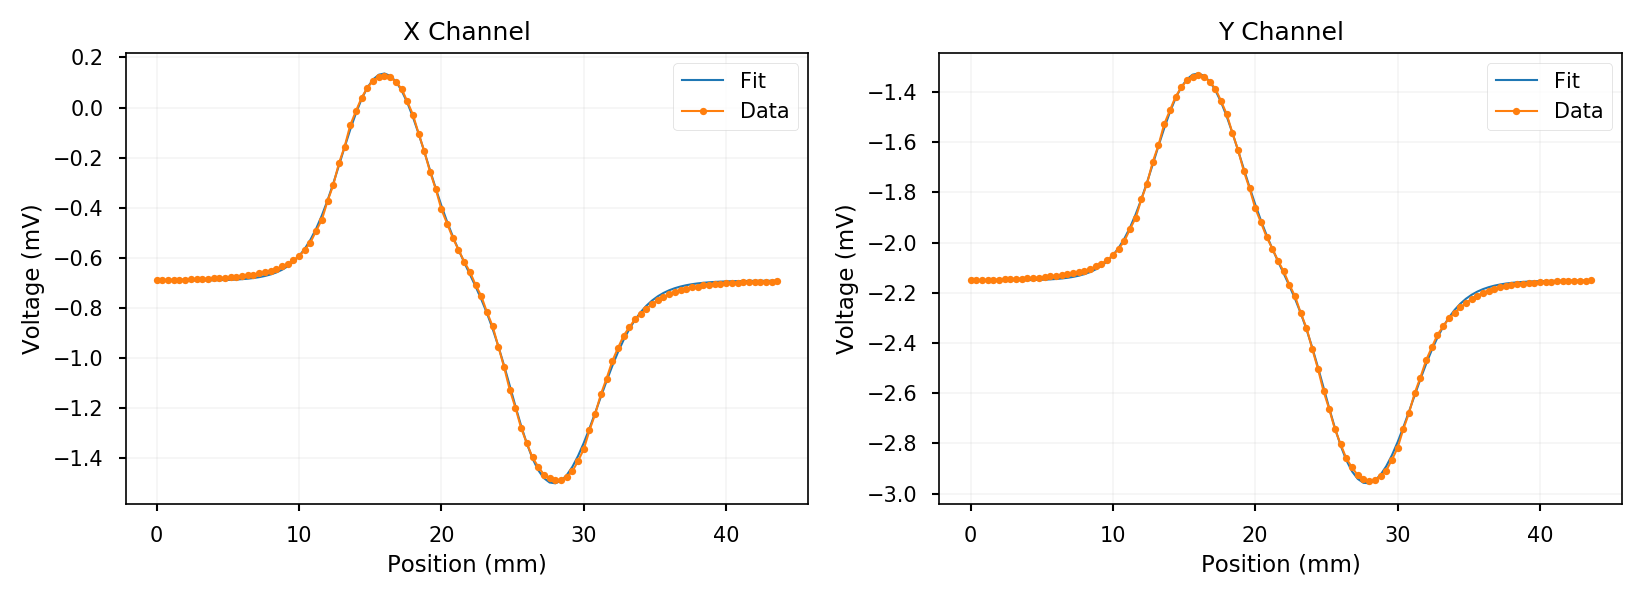 X Channel
Voltage (mV)
0.2
0.0
−0.2
−0.4
−0.6
−0.8
−1.0
−1.2
−1.4
Fit
Data
0
10
20
30
40
Position (mm)
Y Channel
Voltage (mV)
−1.4
−1.6
−1.8
−2.0
−2.2
−2.4
−2.6
−2.8
−3.0
Fit
Data
0
10
20
30
40
Position (mm)